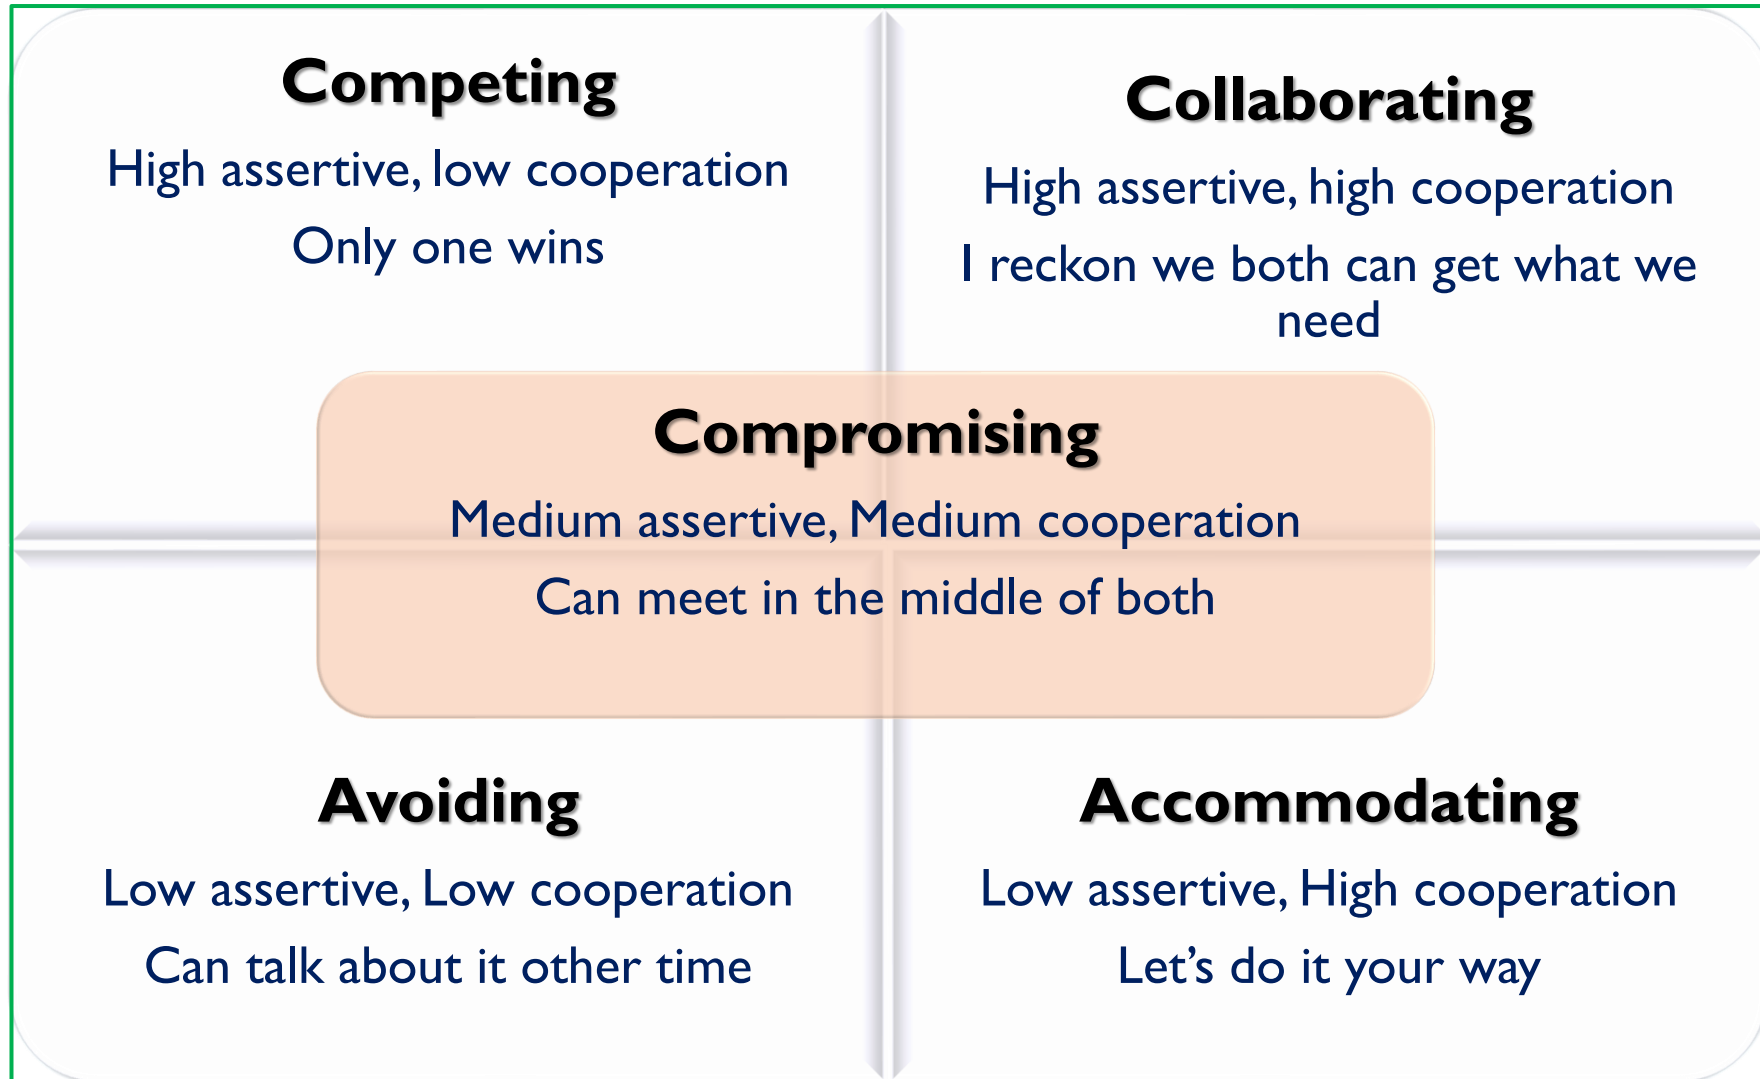 Competing
High assertive, low cooperation
Only one wins
Collaborating
High assertive, high cooperation
I reckon we both can get what we
need
Compromising
Medium assertive, Medium cooperation
Can meet in the middle of both
Avoiding
Low assertive, Low cooperation
Can talk about it other time
Accommodating
Low assertive, High cooperation
Let’s do it your way